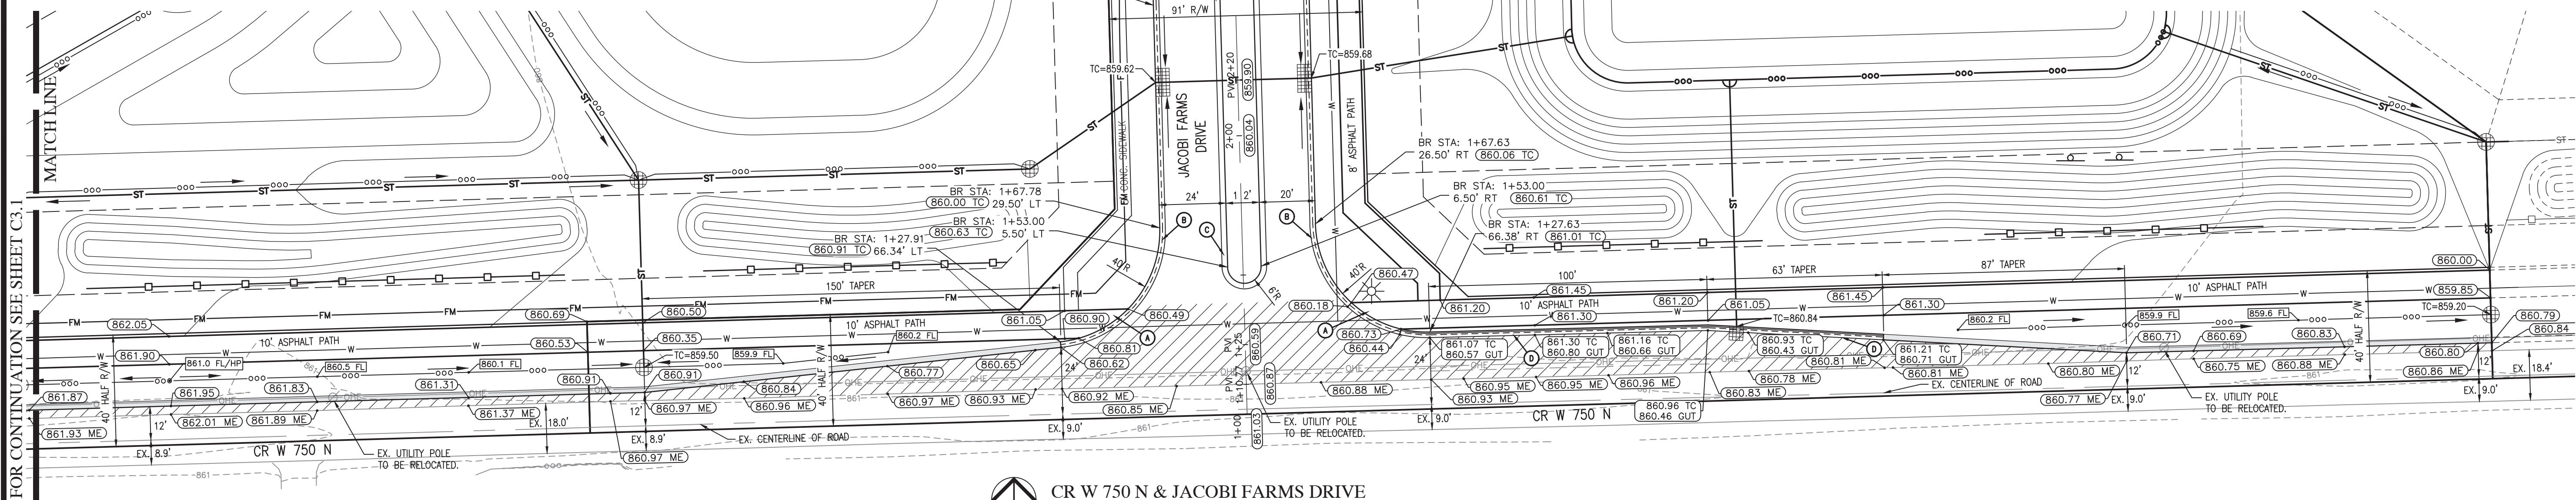 FOR CONTINUATION SEE SHEET C3.1
MATCH LINE
91' R/W
TC=859.62
TC=859.68
PVI 2+20
859.90
2+00
860.04
JACOBI FARMS
DRIVE
CONC. SIDEWALK
8' ASPHALT PATH
24'
12'
20'
BR STA: 1+67.63
26.50' RT 860.06 TC
BR STA: 1+53.00
6.50' RT 860.61 TC
BR STA: 1+27.63
66.38' RT 861.01 TC
BR STA: 1+67.78
860.00 TC 29.50' LT
BR STA: 1+53.00
860.63 TC 5.50' LT
BR STA: 1+27.91
860.91 TC 66.34' LT
B
C
B
40'R
40'R
6'R
860.47
150' TAPER
100'
63' TAPER
87' TAPER
860.00
862.05
860.69
860.50
861.05
860.90
860.49
860.18
861.20
861.45
861.20
861.05
861.45
861.30
859.85
10' ASPHALT PATH
10' ASPHALT PATH
10' ASPHALT PATH
10' ASPHALT PATH
861.30
TC=860.84
TC=859.20
861.90
861.0 FL/HP
860.5 FL
860.1 FL
860.53
860.35
TC=859.50
859.9 FL
860.2 FL
860.81
A
A
860.73
860.44
860.65
860.62
861.07 TC
860.57 GUT
D
861.30 TC
860.80 GUT
861.16 TC
860.66 GUT
860.93 TC
860.43 GUT
D
861.21 TC
860.71 GUT
860.2 FL
859.9 FL
859.6 FL
860.71
860.69
860.83
860.79
860.84
860.80
861.87
861.95
861.83
861.31
860.91
860.91
860.84
860.77
861.93 ME
862.01 ME
861.89 ME
861.37 ME
860.97 ME
860.97 ME
860.96 ME
860.97 ME
860.93 ME
860.92 ME
860.85 ME
860.88 ME
860.93 ME
860.95 ME
860.95 ME
860.96 ME
860.83 ME
860.78 ME
860.81 ME
860.81 ME
860.80 ME
860.77 ME
860.75 ME
860.88 ME
860.86 ME
860.96 TC
860.46 GUT
PVI 1+25
860.59
PVI 1+10.77
860.87
1+00
861.03
40' HALF R/W
40' HALF R/W
40' HALF R/W
40' HALF R/W
12'
12'
24'
24'
12'
12'
EX. 8.9'
EX. 18.0'
EX. 8.9'
EX. 9.0'
EX. 9.0'
EX. 9.0'
EX. 9.0'
EX. 18.4'
CR W 750 N
CR W 750 N
EX. UTILITY POLE
TO BE RELOCATED.
EX. CENTERLINE OF ROAD
EX. UTILITY POLE
TO BE RELOCATED.
EX. CENTERLINE OF ROAD
EX. UTILITY POLE
TO BE RELOCATED.
CR W 750 N & JACOBI FARMS DRIVE